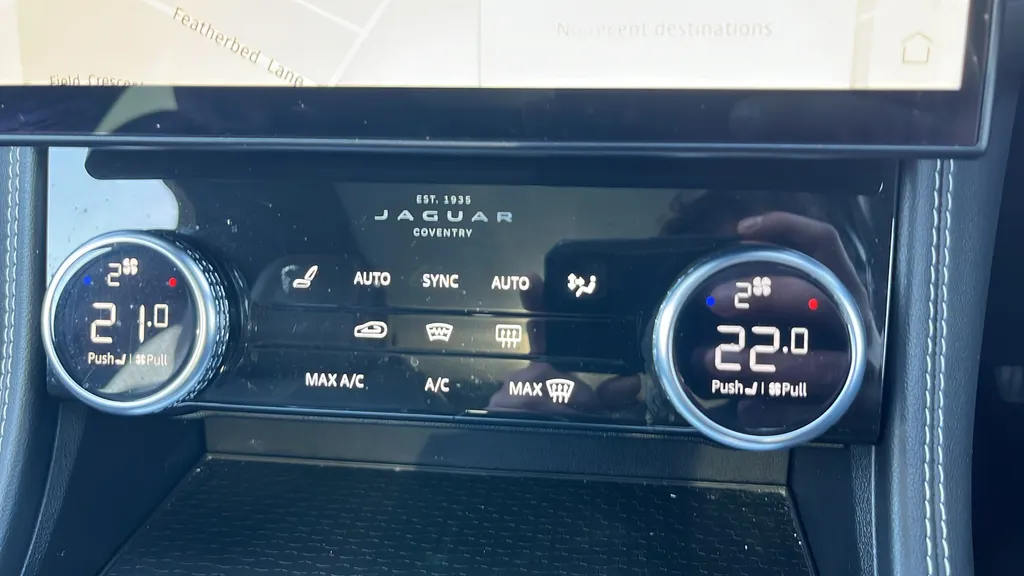 Featherbed Lane
No recent destinations
Field Crescent
EST. 1935
JAGUAR
COVENTRY
2
21.0
Push | Pull
AUTO SYNC AUTO
MAX A/C A/C MAX
2
22.0
Push | Pull